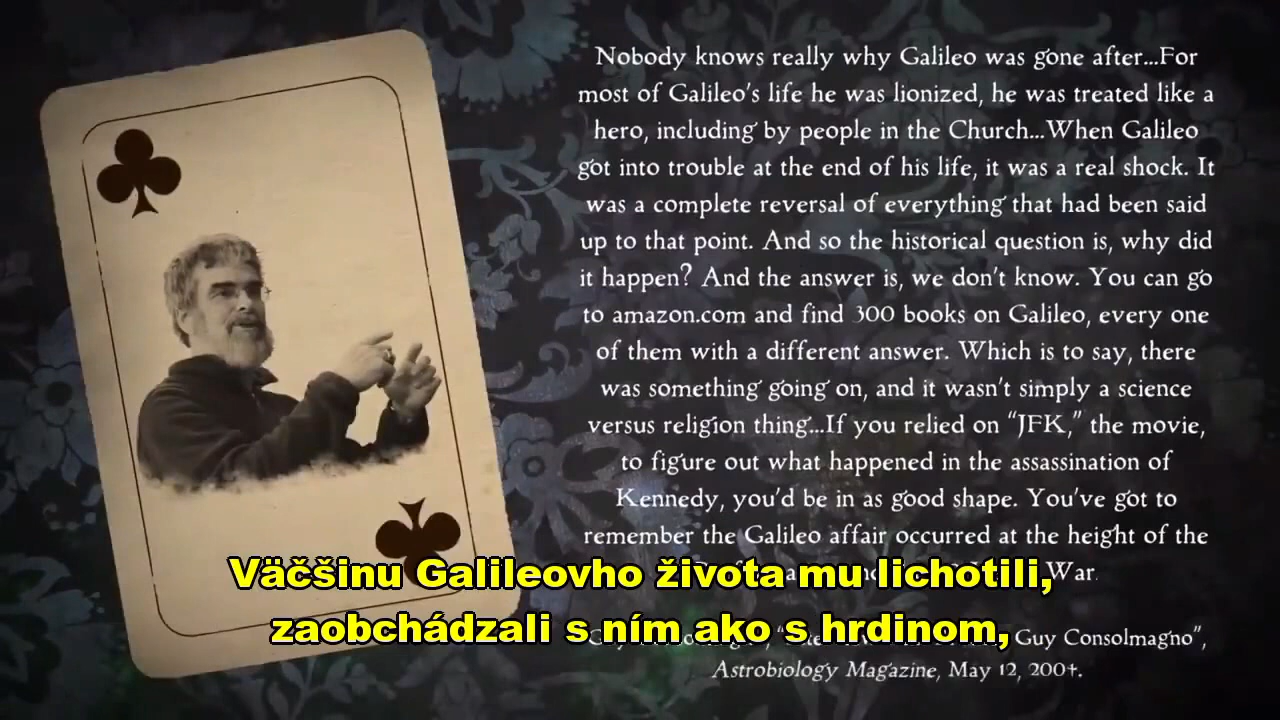 Nobody knows really why Galileo was gone after...For
most of Galileo's life he was lionized, he was treated like a
hero, including by people in the Church...When Galileo
got into trouble at the end of his life, it was a real shock. It
was a complete reversal of everything that had been said
up to that point. And so the historical question is, why did
it happen? And the answer is, we don't know. You can go
to amazon.com and find 300 books on Galileo, every one
of them with a different answer. Which is to say, there
was something going on, and it wasn't simply a science
versus religion thing...If you relied on "JFK," the movie,
to figure out what happened in the assassination of
Kennedy, you'd be in as good shape. You've got to
remember the Galileo affair occurred at the height of the
War.
Väčšinu Galileovho života mu lichotili,
zaobchádzali s ním ako s hrdinom,
Guy Consolmagno",
Astrobiology Magazine, May 12, 2004.